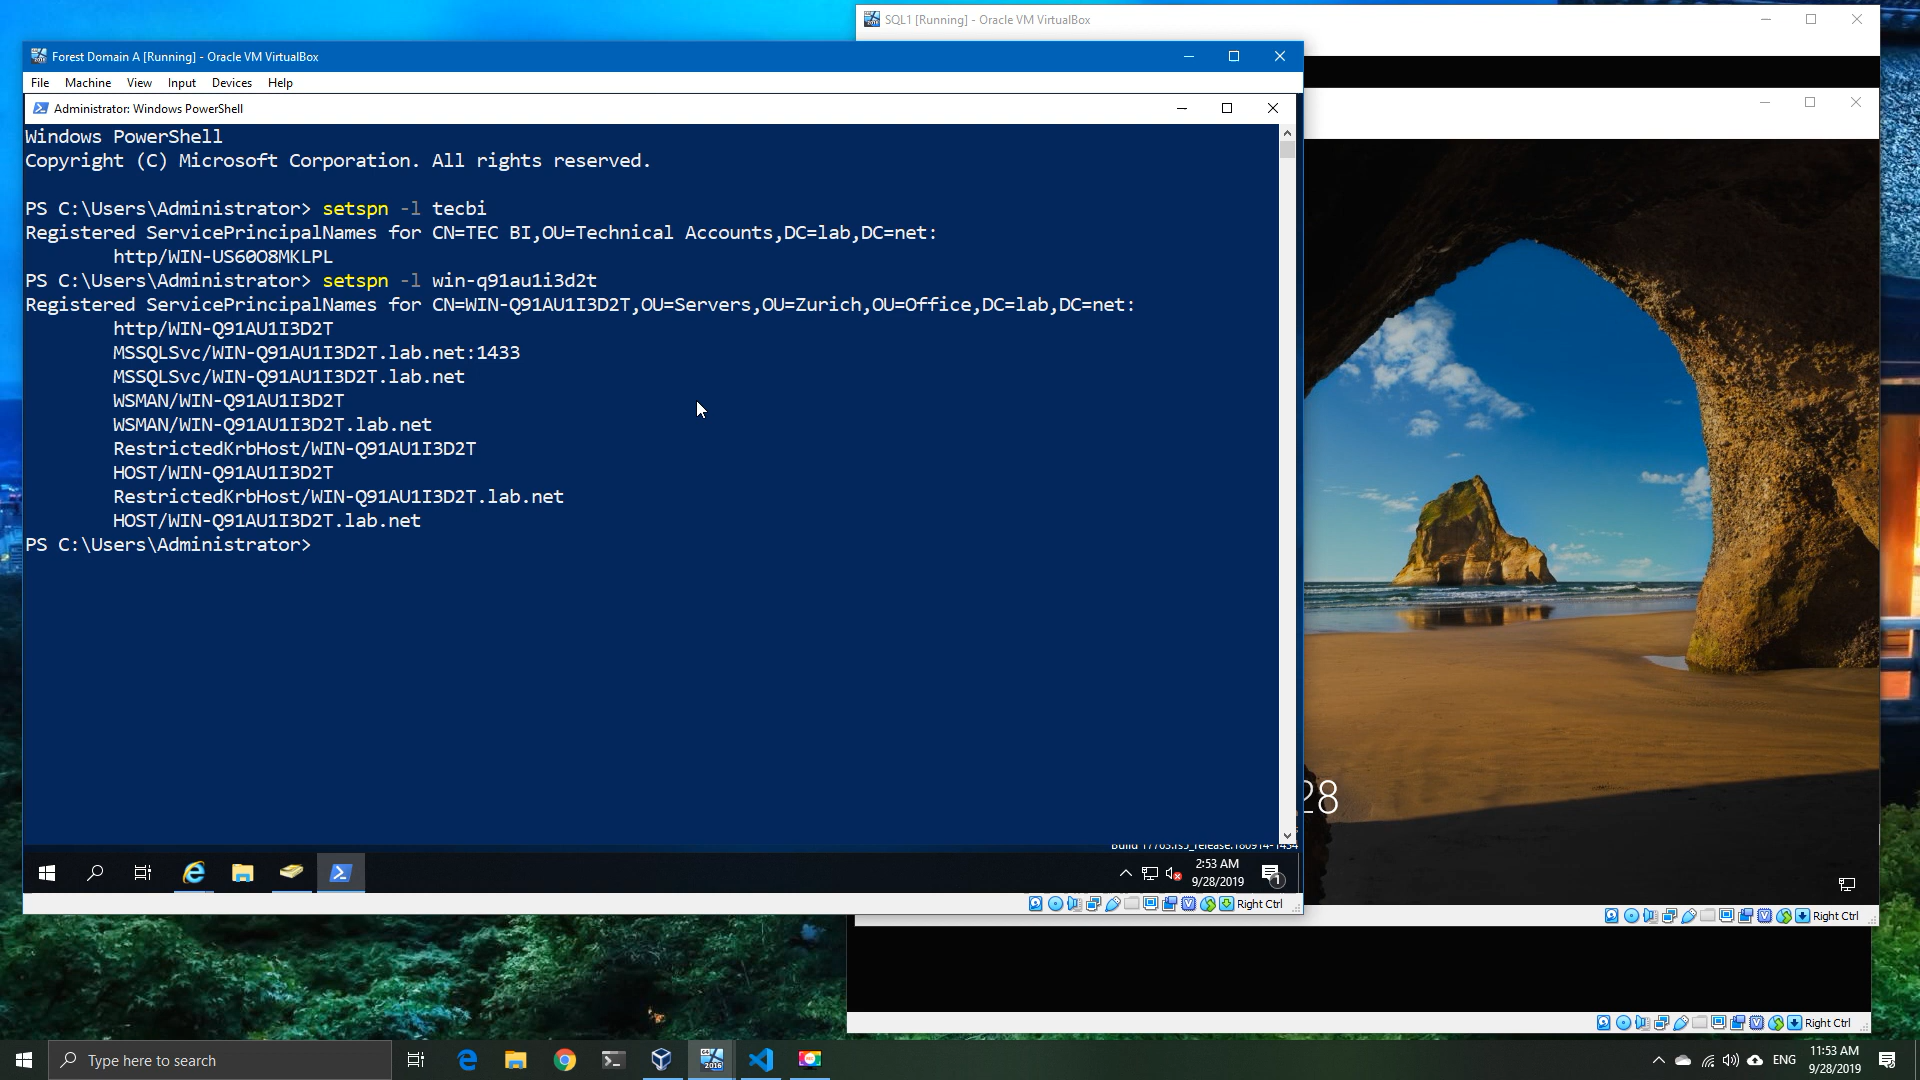 SQL1 [Running] - Oracle VM VirtualBox
Forest Domain A [Running] - Oracle VM VirtualBox
File Machine View Input Devices Help
Administrator: Windows PowerShell
Windows PowerShell
Copyright (C) Microsoft Corporation. All rights reserved.
PS C:\Users\Administrator> setspn -l tecbi
Registered ServicePrincipalNames for CN=TEC BI,OU=Technical Accounts,DC=lab,DC=net:
http/WIN-US60O8MKLPL
PS C:\Users\Administrator> setspn -l win-q91au1i3d2t
Registered ServicePrincipalNames for CN=WIN-Q91AU1I3D2T,OU=Servers,OU=Zurich,OU=Office,DC=lab,DC=net:
http/WIN-Q91AU1I3D2T
MSSQLSvc/WIN-Q91AU1I3D2T.lab.net:1433
MSSQLSvc/WIN-Q91AU1I3D2T.lab.net
WSMAN/WIN-Q91AU1I3D2T
WSMAN/WIN-Q91AU1I3D2T.lab.net
RestrictedKrbHost/WIN-Q91AU1I3D2T
HOST/WIN-Q91AU1I3D2T
RestrictedKrbHost/WIN-Q91AU1I3D2T.lab.net
HOST/WIN-Q91AU1I3D2T.lab.net
PS C:\Users\Administrator>
28
2:53 AM
9/28/2019
1
Right Ctrl
Right Ctrl
Right Ctrl
Type here to search
2016
ENG
11:53 AM
9/28/2019